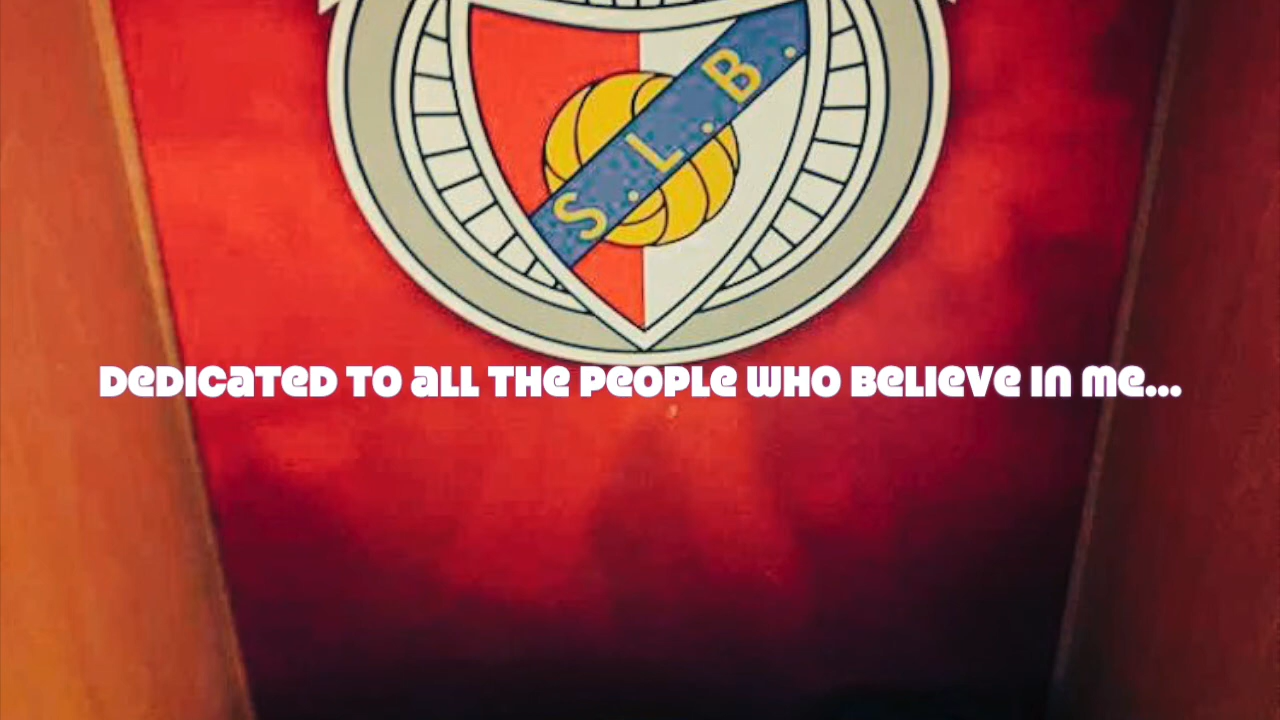 S.L.B.
DEDICATED TO ALL THE PEOPLE WHO BELIEVE IN ME...